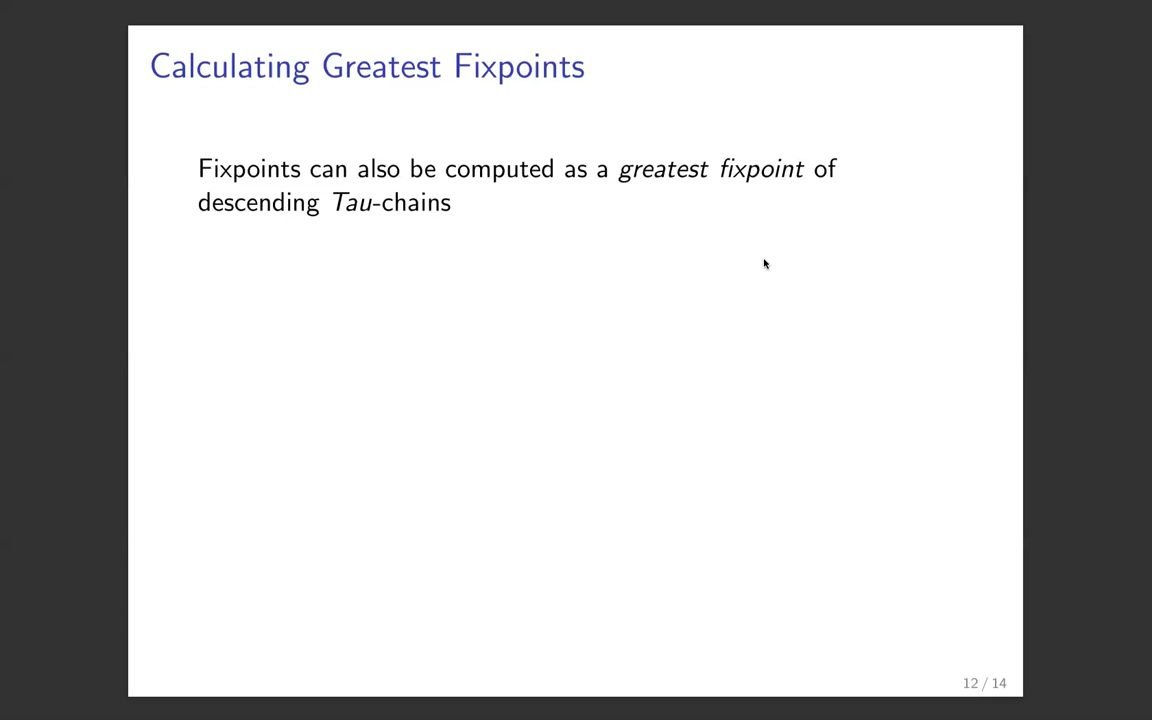 Calculating Greatest Fixpoints
Fixpoints can also be computed as a greatest fixpoint of
descending Tau-chains
12 / 14